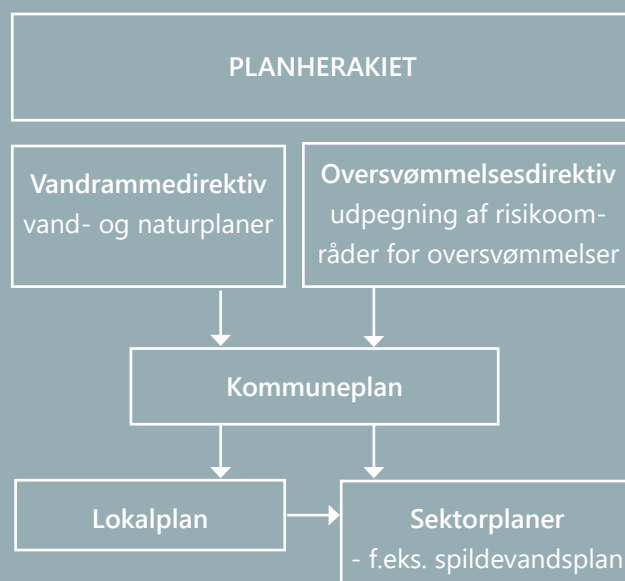 PLANHERAKIET
Vandrammedirektiv
vand- og naturplaner
Oversvømmelsesdirektiv
udpegning af risikoom-
råder for oversvømmelser
Kommuneplan
Lokalplan
Sektorplaner
- f.eks. spildevandsplan